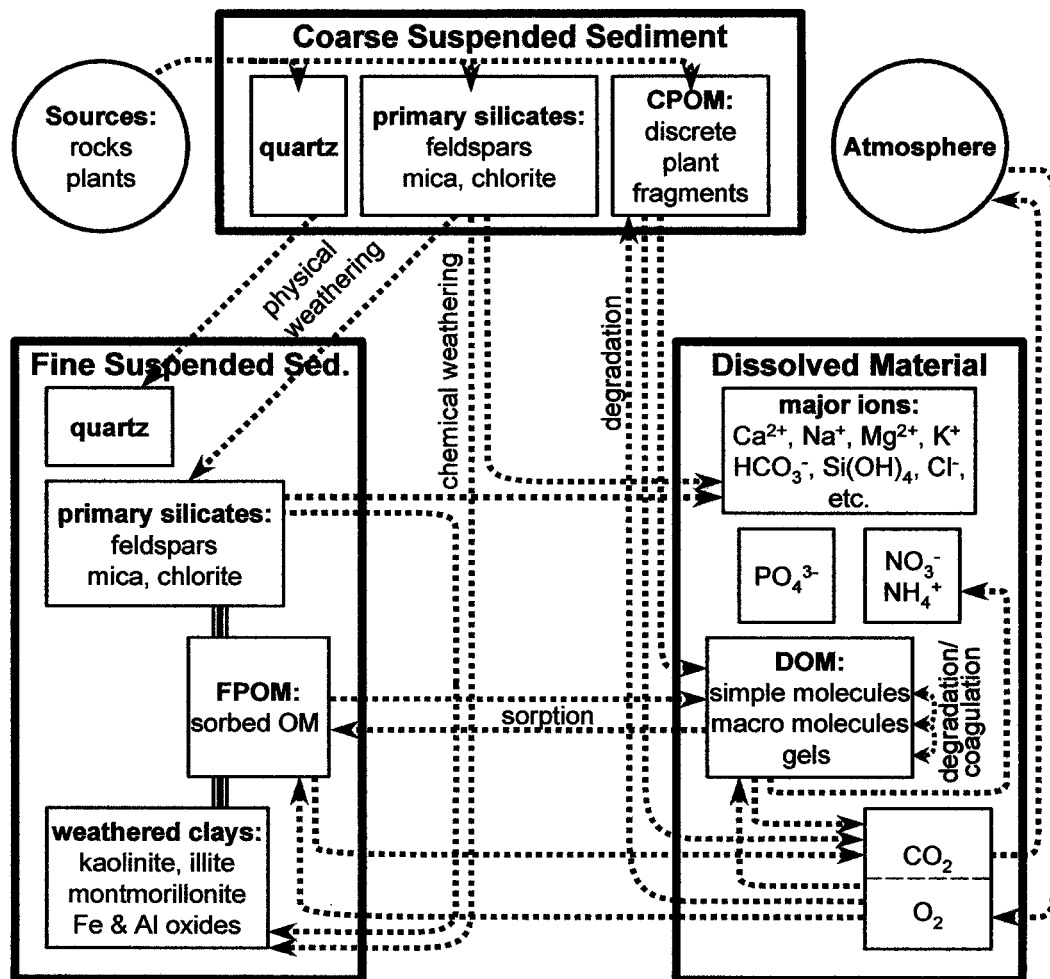 Coarse Suspended Sediment
Sources:
rocks
plants
quartz
primary silicates:
feldspars
mica, chlorite
CPOM:
discrete
plant
fragments
Atmosphere
physical
weathering
chemical weathering
degradation
Fine Suspended Sed.
quartz
primary silicates:
feldspars
mica, chlorite
FPOM:
sorbed OM
weathered clays:
kaolinite, illite
montmorillonite
Fe & Al oxides
sorption
Dissolved Material
major ions:
Ca²⁺, Na⁺, Mg²⁺, K⁺
HCO₃⁻, Si(OH)₄, Cl⁻,
etc.
PO₄³⁻
NO₃⁻
NH₄⁺
DOM:
simple molecules
macro molecules
gels
degradation/
coagulation
CO₂
O₂